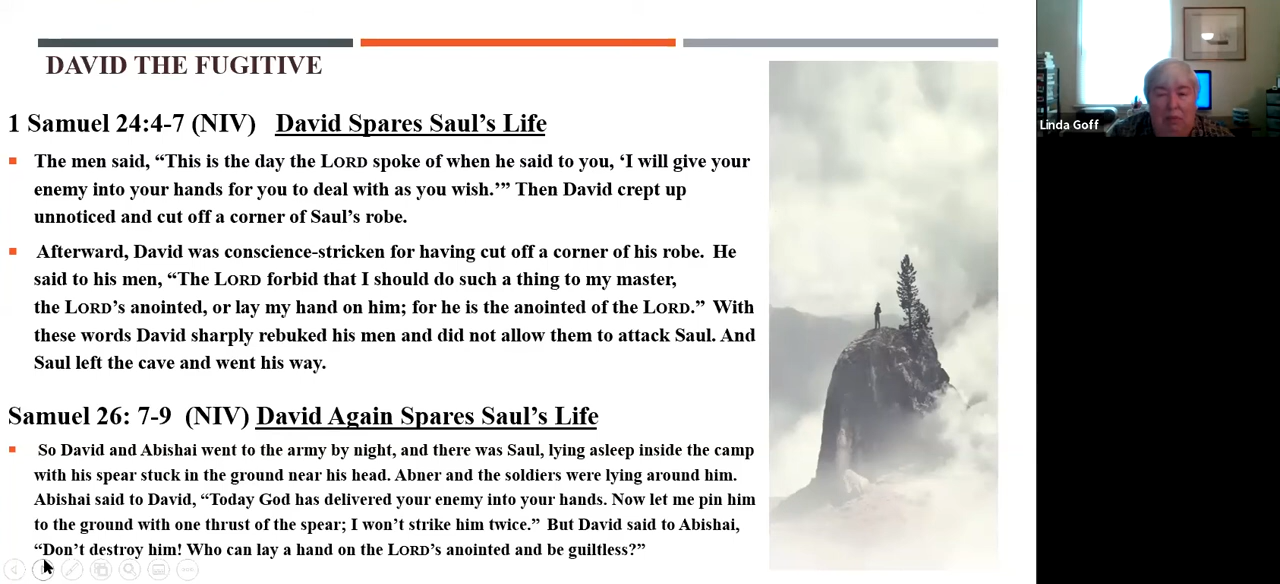 DAVID THE FUGITIVE
1 Samuel 24:4-7 (NIV) David Spares Saul’s Life
The men said, “This is the day the LORD spoke of when he said to you, ‘I will give your
enemy into your hands for you to deal with as you wish.’” Then David crept up
unnoticed and cut off a corner of Saul’s robe.
Afterward, David was conscience-stricken for having cut off a corner of his robe. He
said to his men, “The LORD forbid that I should do such a thing to my master,
the LORD’s anointed, or lay my hand on him; for he is the anointed of the LORD.” With
these words David sharply rebuked his men and did not allow them to attack Saul. And
Saul left the cave and went his way.
Samuel 26: 7-9 (NIV) David Again Spares Saul’s Life
So David and Abishai went to the army by night, and there was Saul, lying asleep inside the camp
with his spear stuck in the ground near his head. Abner and the soldiers were lying around him.
Abishai said to David, “Today God has delivered your enemy into your hands. Now let me pin him
to the ground with one thrust of the spear; I won’t strike him twice.” But David said to Abishai,
“Don’t destroy him! Who can lay a hand on the LORD’s anointed and be guiltless?”
Linda Goff